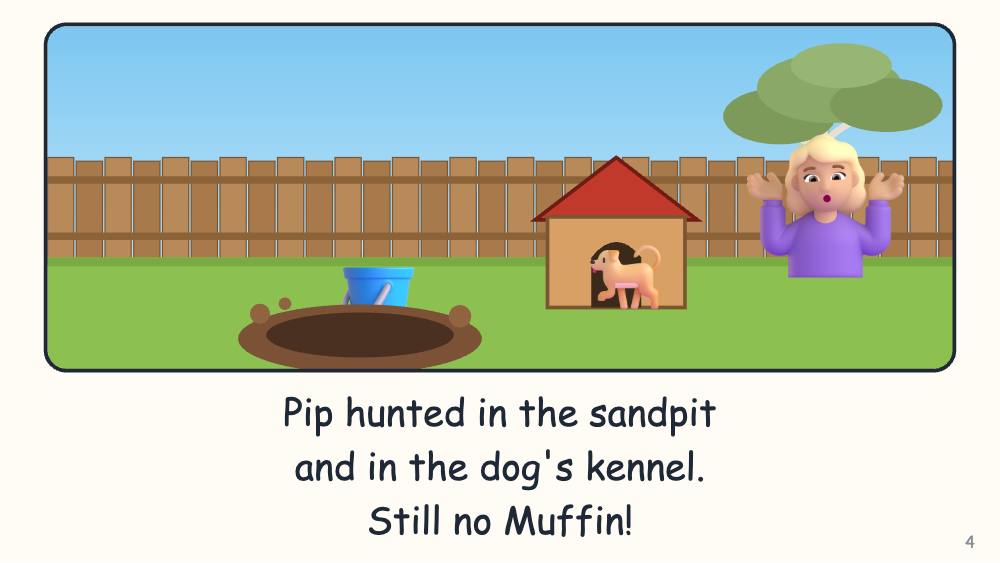 Pip hunted in the sandpit
and in the dog's kennel.
Still no Muffin!
4